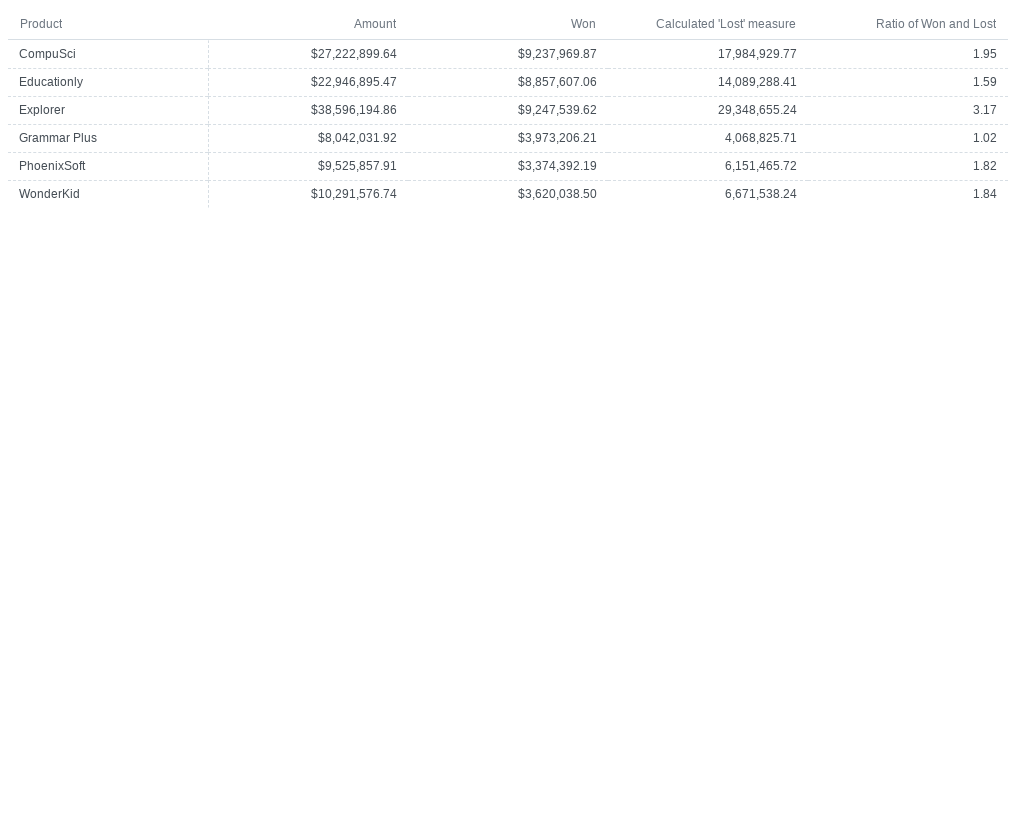 Product Amount Won Calculated 'Lost' measure Ratio of Won and Lost
CompuSci $27,222,899.64 $9,237,969.87 17,984,929.77 1.95
Educationly $22,946,895.47 $8,857,607.06 14,089,288.41 1.59
Explorer $38,596,194.86 $9,247,539.62 29,348,655.24 3.17
Grammar Plus $8,042,031.92 $3,973,206.21 4,068,825.71 1.02
PhoenixSoft $9,525,857.91 $3,374,392.19 6,151,465.72 1.82
WonderKid $10,291,576.74 $3,620,038.50 6,671,538.24 1.84